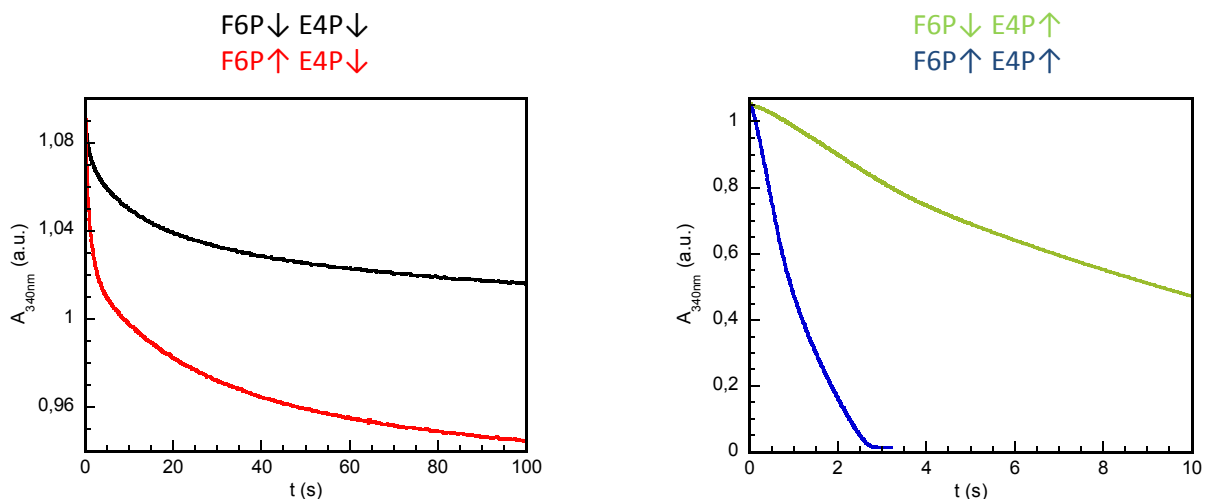 F6P↓ E4P↓
F6P↑ E4P↓
1,08
1,04
1
0,96
A340nm (a.u.)
0 20 40 60 80 100
t (s)
F6P↓ E4P↑
F6P↑ E4P↑
1
0,8
0,6
0,4
0,2
0
A340nm (a.u.)
0 2 4 6 8 10
t (s)